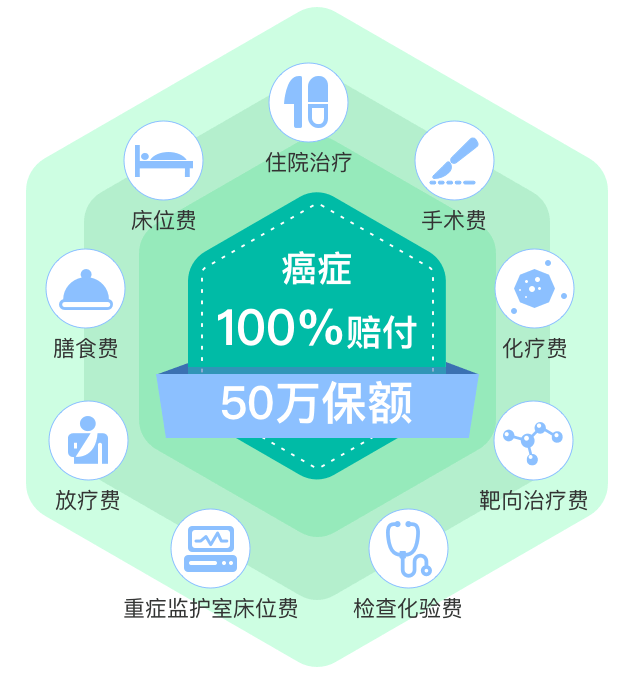 住院治疗
床位费
手术费
癌症
100%赔付
膳食费
化疗费
50万保额
放疗费
靶向治疗费
重症监护室床位费
检查化验费